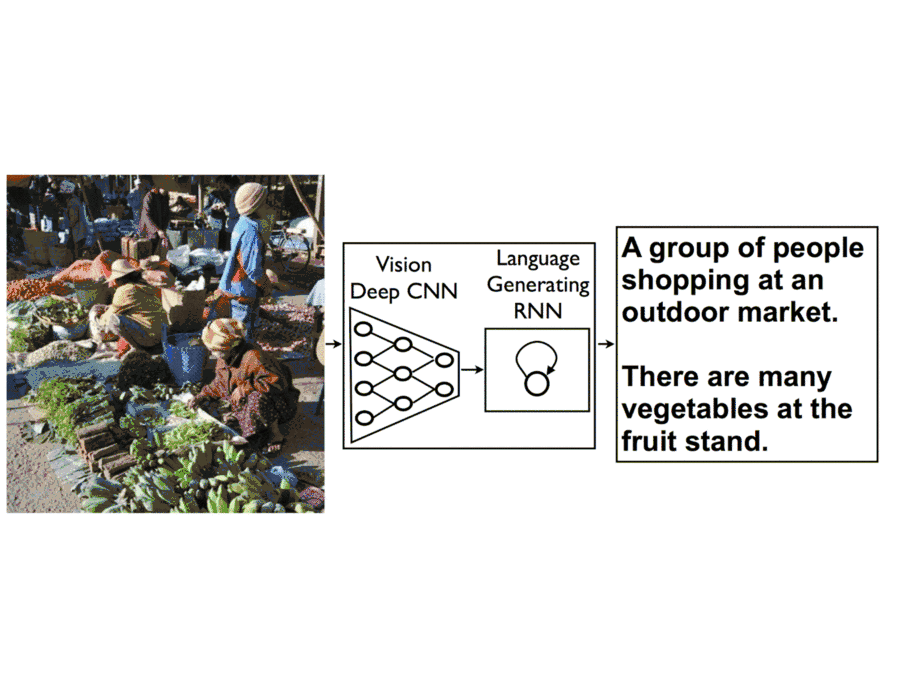 Vision
Deep CNN
Language
Generating
RNN
A group of people
shopping at an
outdoor market.
There are many
vegetables at the
fruit stand.